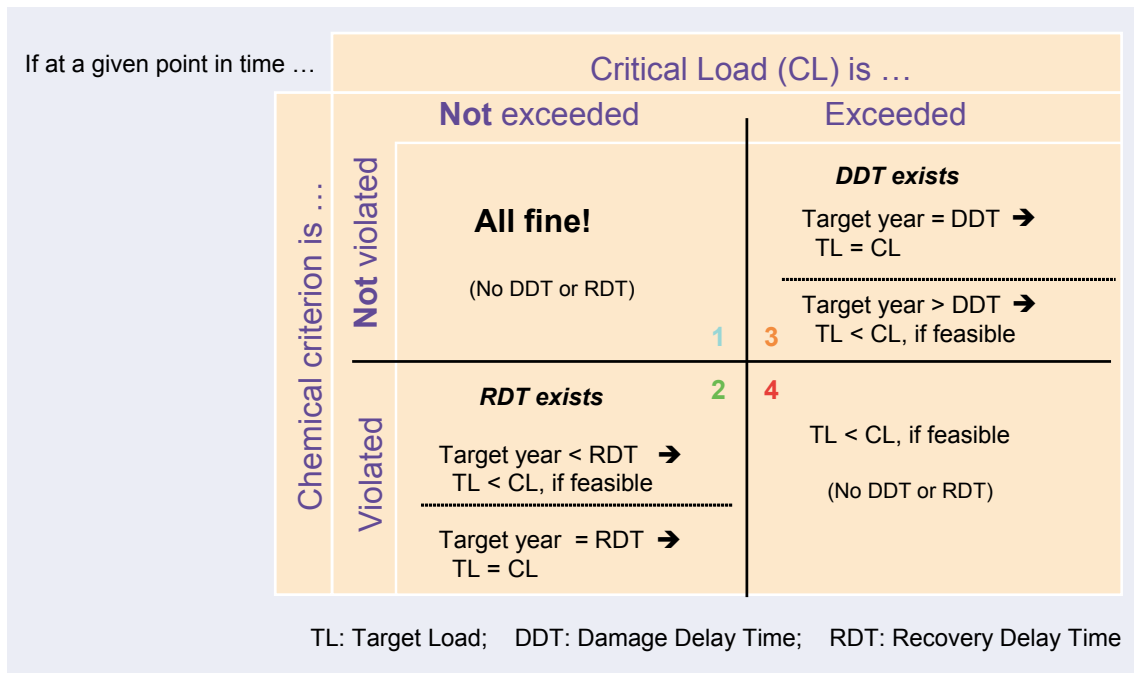 If at a given point in time …
Critical Load (CL) is …
Not exceeded
Exceeded
Chemical criterion is …
Not violated
All fine!
(No DDT or RDT)
1
DDT exists
Target year = DDT ➔
TL = CL
Target year > DDT ➔
TL < CL, if feasible
3
Violated
RDT exists
2
Target year < RDT ➔
TL < CL, if feasible
Target year = RDT ➔
TL = CL
4
TL < CL, if feasible
(No DDT or RDT)
TL: Target Load; DDT: Damage Delay Time; RDT: Recovery Delay Time